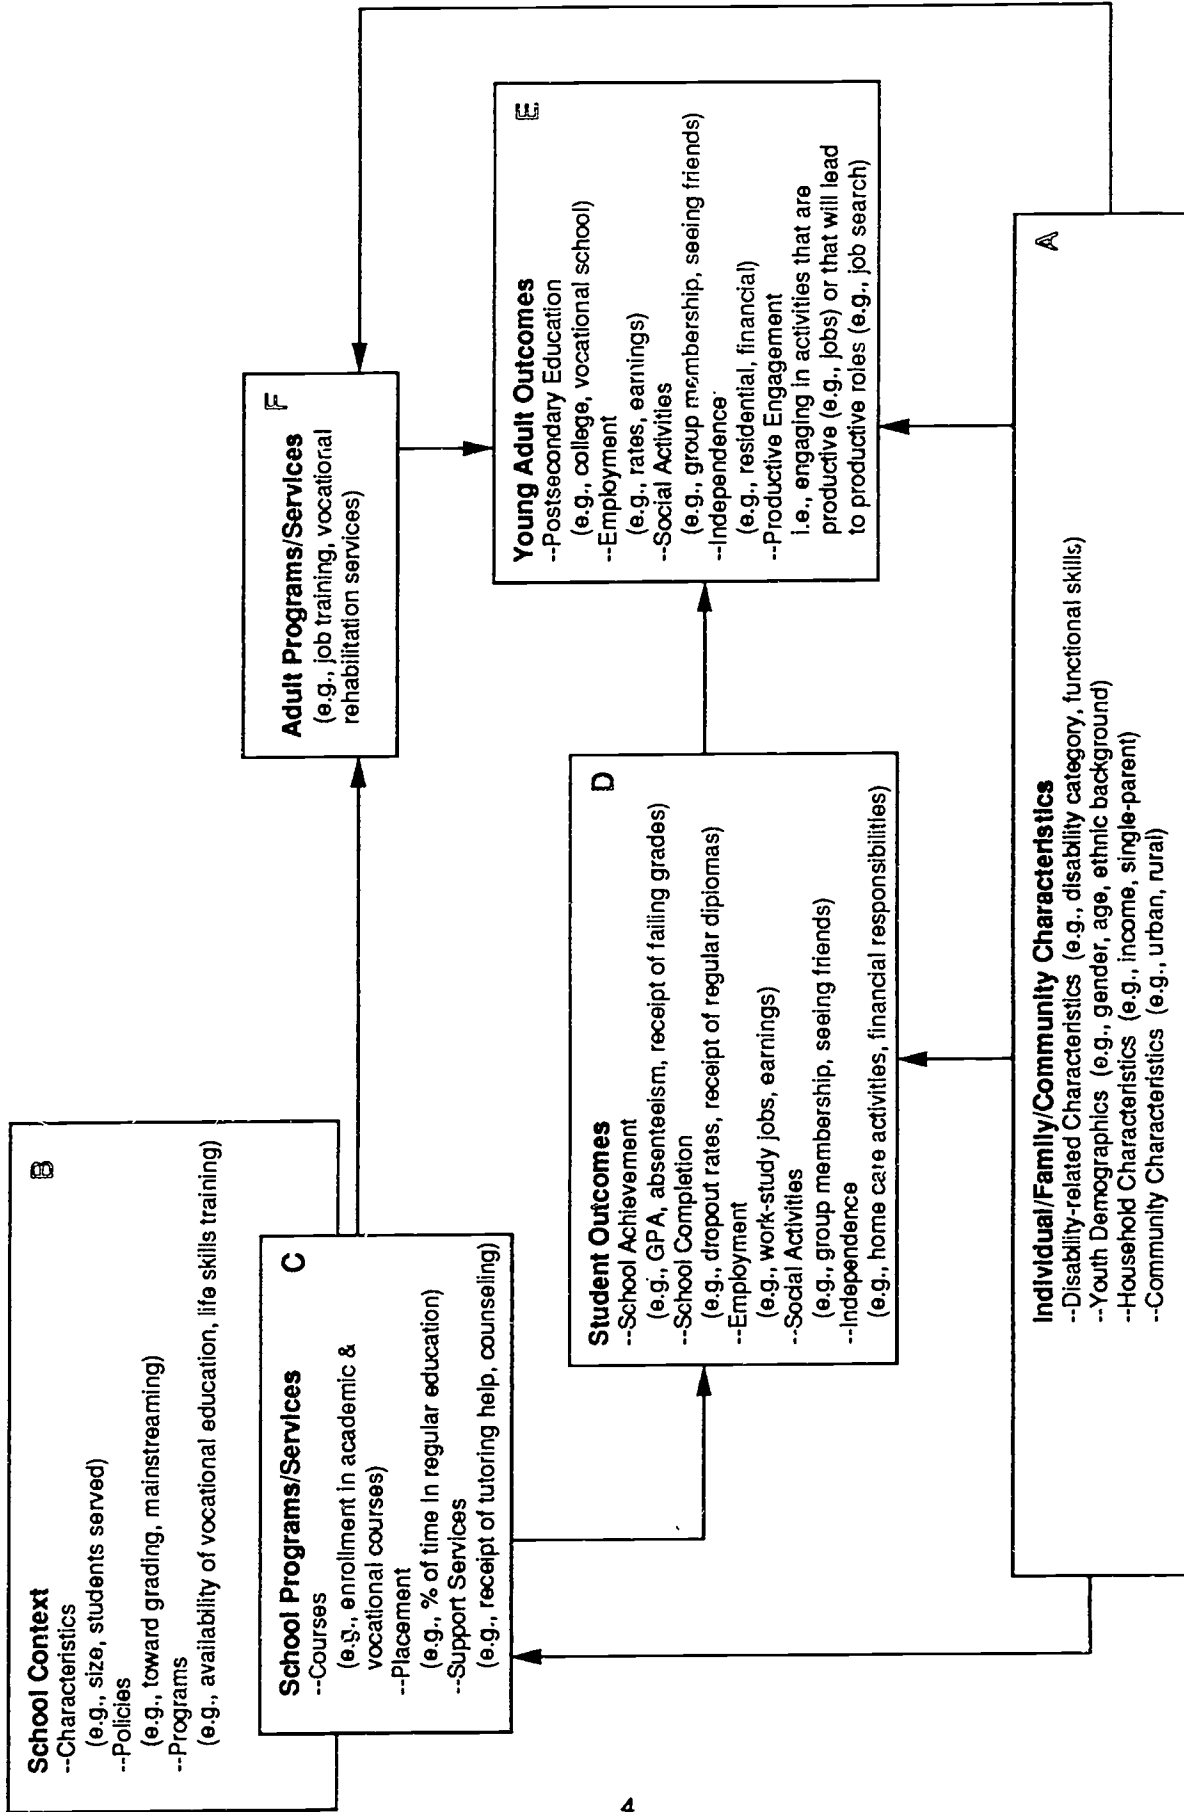 School Context
B
--Characteristics
(e.g., size, students served)
--Policies
(e.g., toward grading, mainstreaming)
--Programs
(e.g., availability of vocational education, life skills training)
School Programs/Services
C
--Courses
(e.g., enrollment in academic &
vocational courses)
--Placement
(e.g., % of time in regular education)
--Support Services
(e.g., receipt of tutoring help, counseling)
Adult Programs/Services
F
(e.g., job training, vocational
rehabilitation services)
Student Outcomes
D
--School Achievement
(e.g., GPA, absenteeism, receipt of failing grades)
--School Completion
(e.g., dropout rates, receipt of regular diplomas)
--Employment
(e.g., work-study jobs, earnings)
--Social Activities
(e.g., group membership, seeing friends)
--Independence
(e.g., home care activities, financial responsibilities)
Young Adult Outcomes
E
--Postsecondary Education
(e.g., college, vocational school)
--Employment
(e.g., rates, earnings)
--Social Activities
(e.g., group membership, seeing friends)
--Independence
(e.g., residential, financial)
--Productive Engagement
i.e., engaging in activities that are
productive (e.g., jobs) or that will lead
to productive roles (e.g., job search)
Individual/Family/Community Characteristics
A
--Disability-related Characteristics (e.g., disability category, functional skills)
--Youth Demographics (e.g., gender, age, ethnic background)
--Household Characteristics (e.g., income, single-parent)
--Community Characteristics (e.g., urban, rural)
4